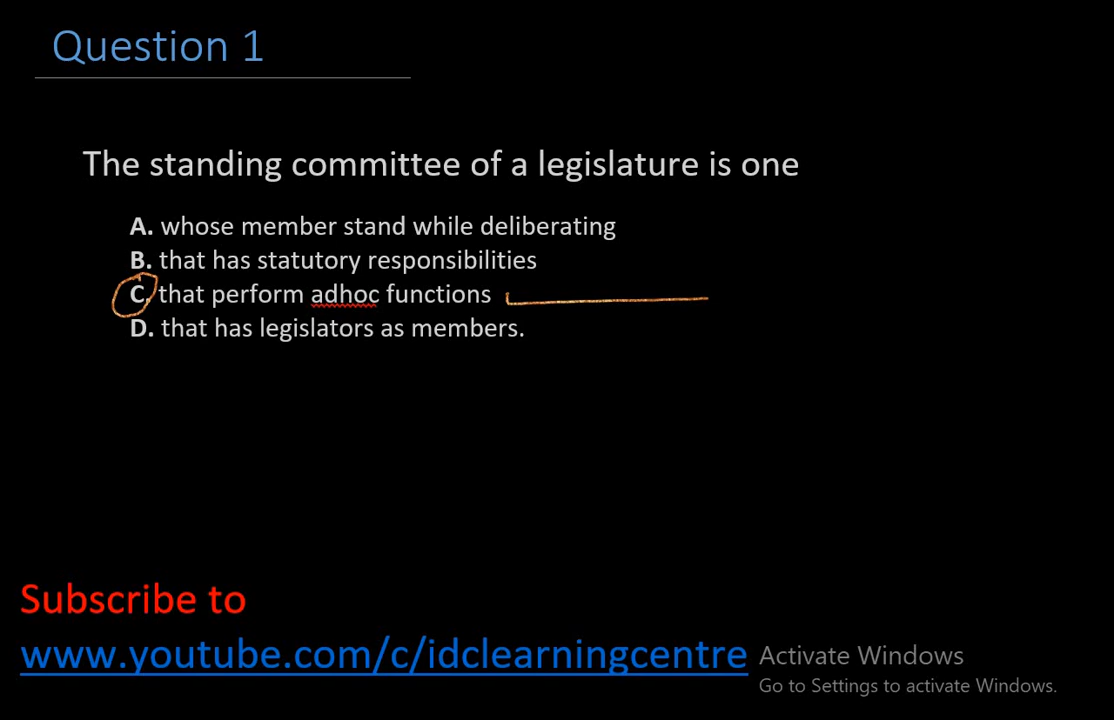 Question 1
The standing committee of a legislature is one
A. whose member stand while deliberating
B. that has statutory responsibilities
C. that perform adhoc functions
D. that has legislators as members.
Subscribe to
www.youtube.com/c/idclearningcentre
Activate Windows
Go to Settings to activate Windows.